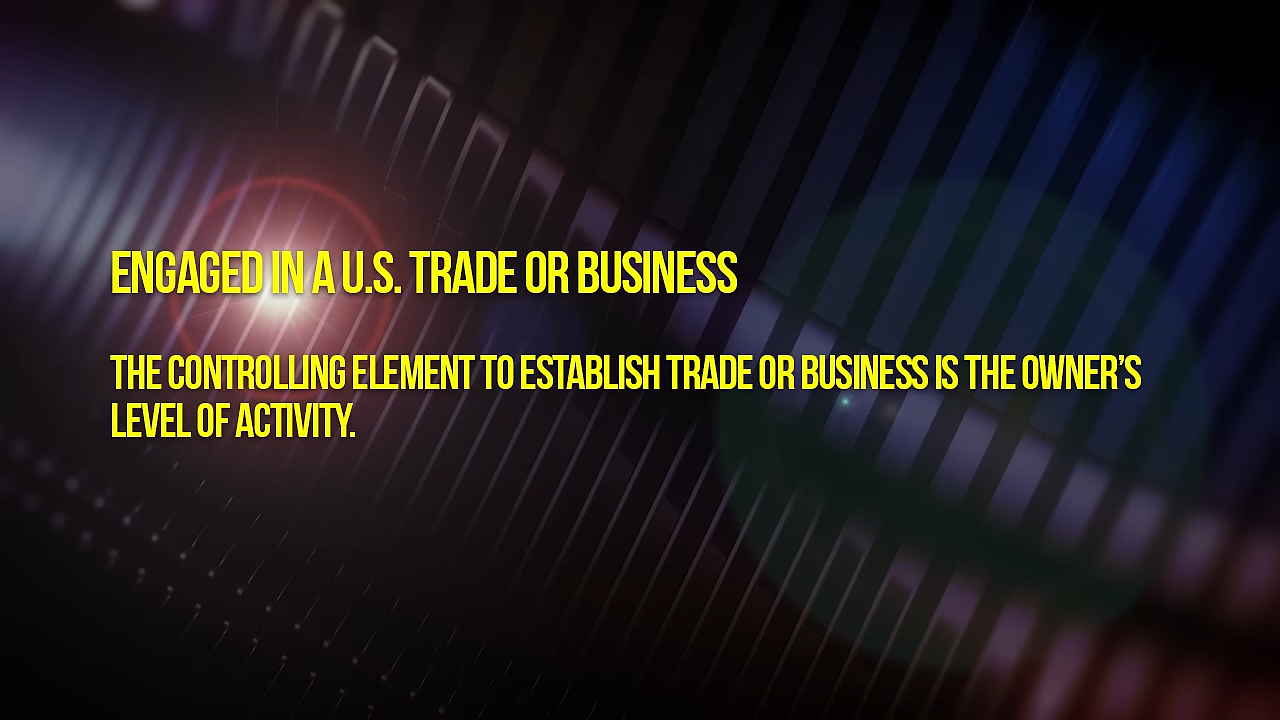 ENGAGED IN A U.S. TRADE OR BUSINESS
THE CONTROLLING ELEMENT TO ESTABLISH TRADE OR BUSINESS IS THE OWNER’S
LEVEL OF ACTIVITY.